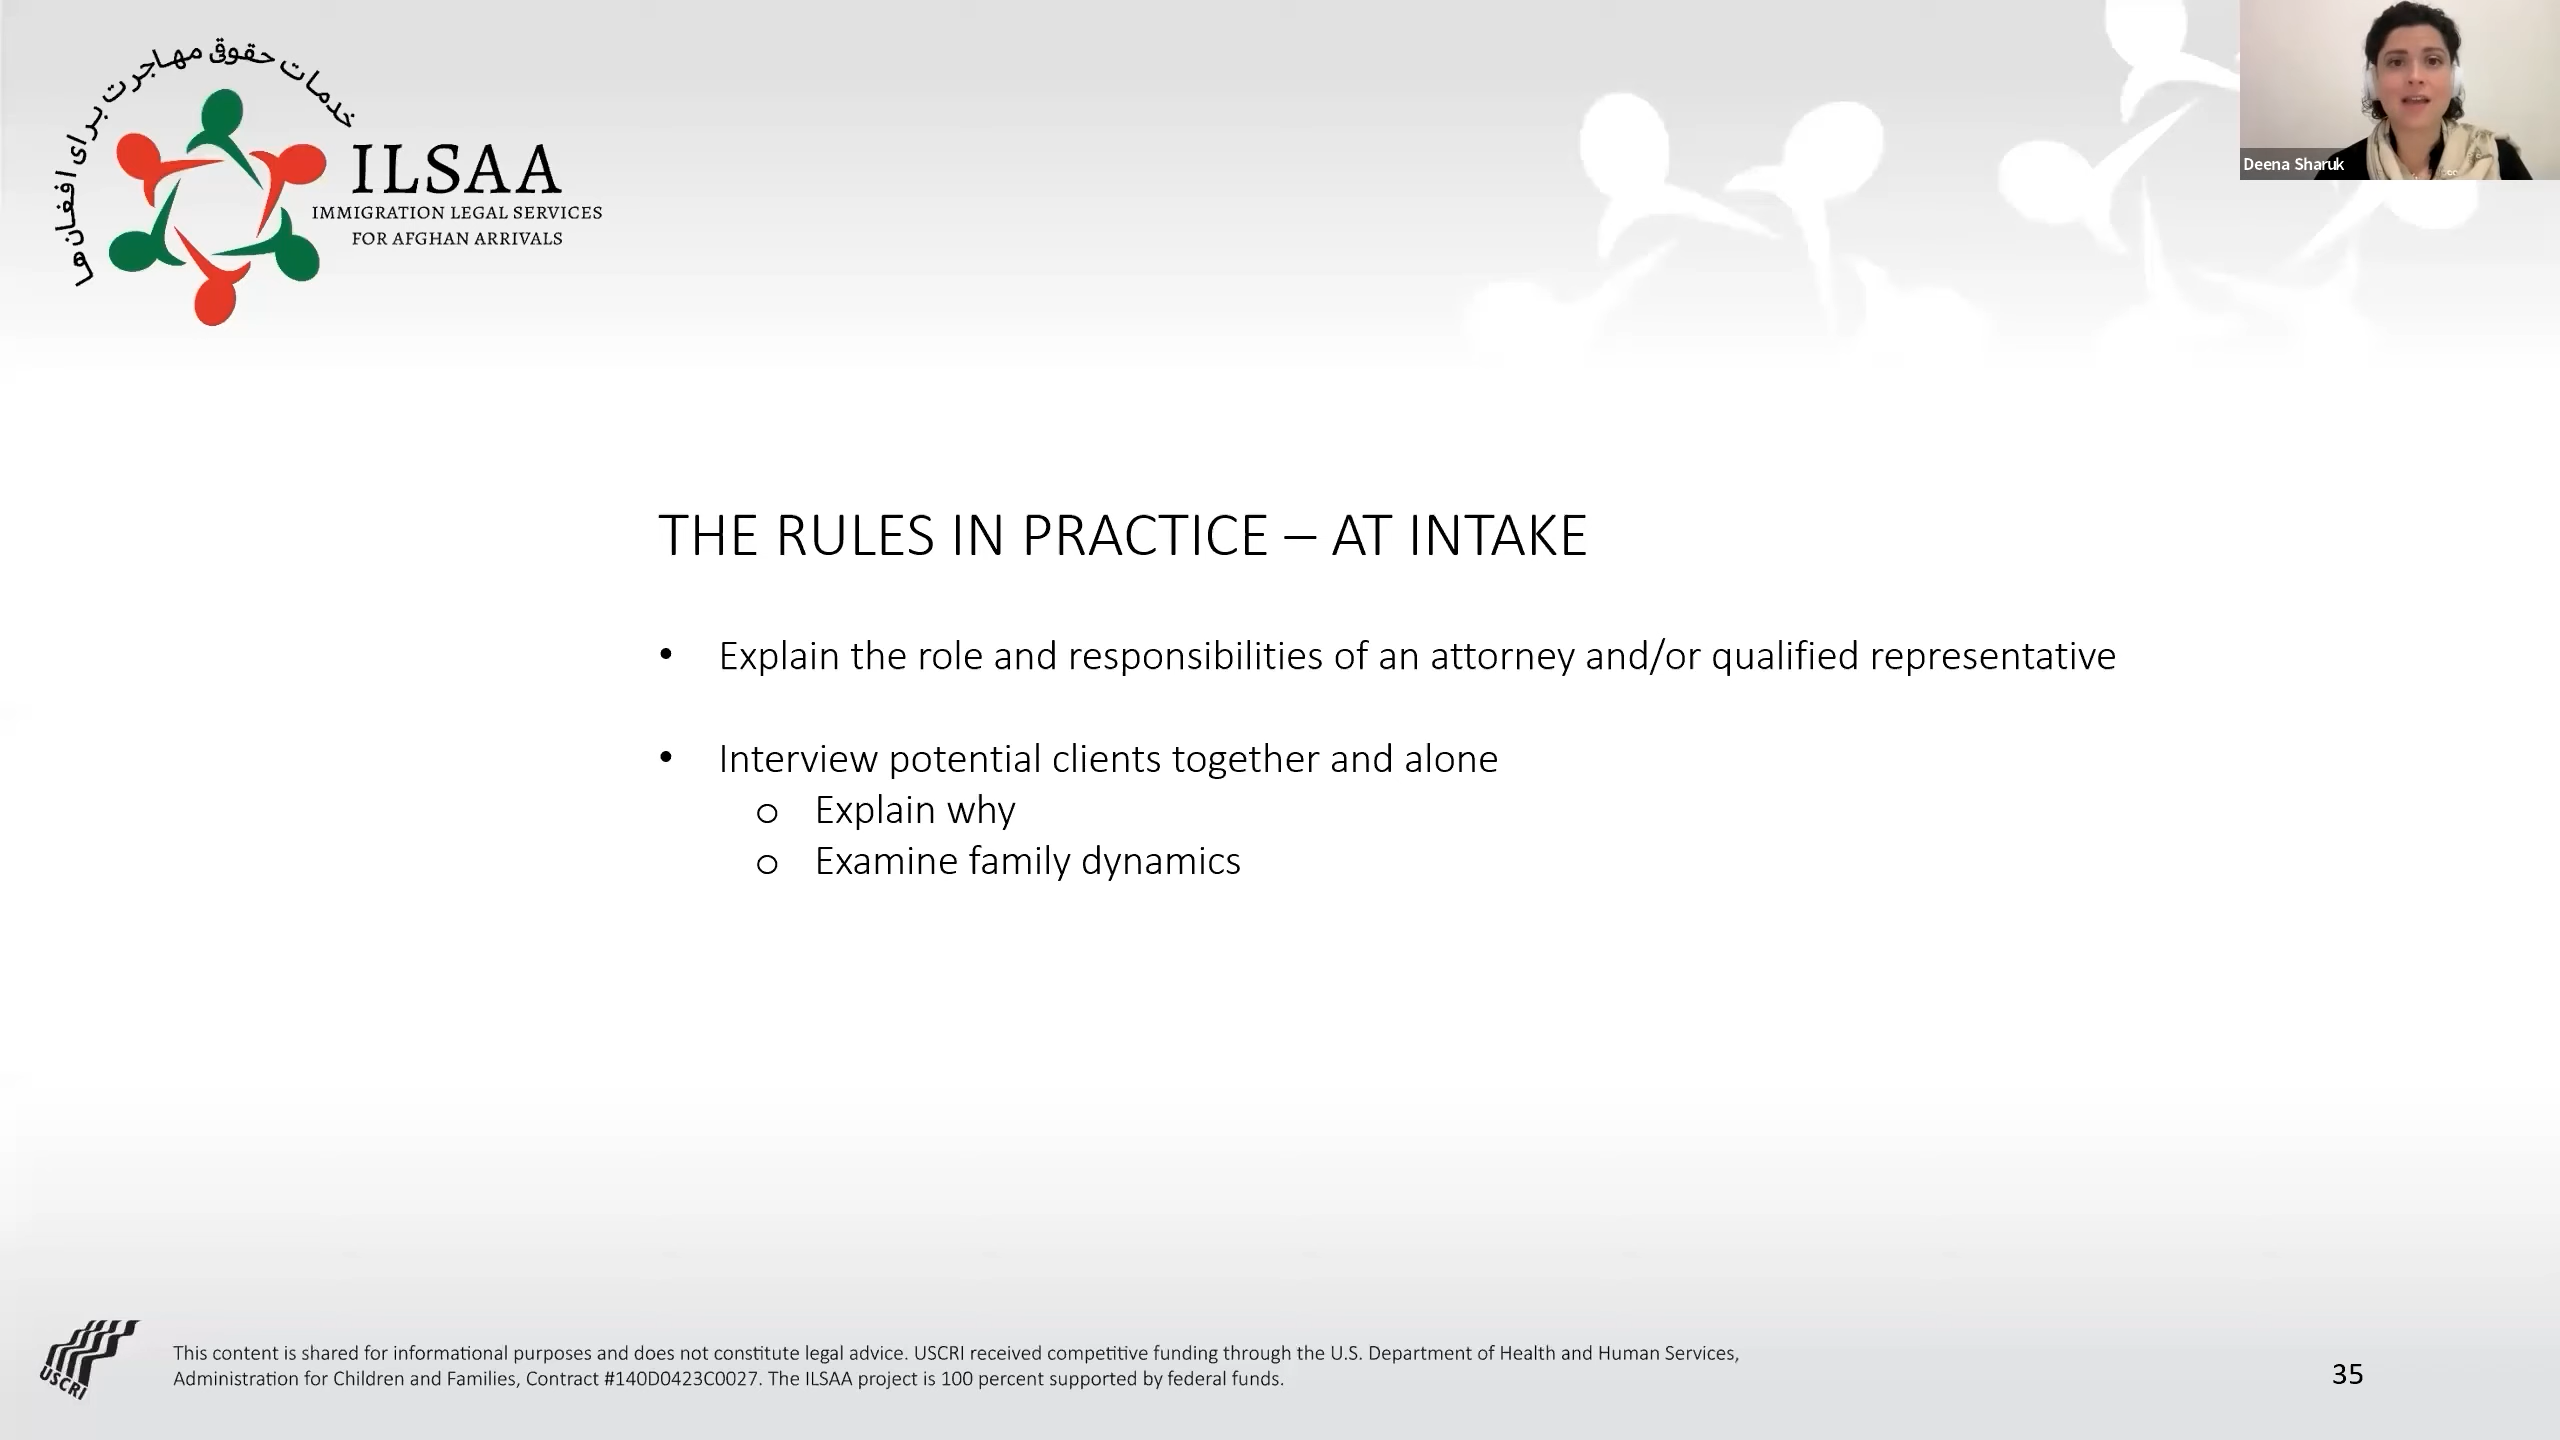 خدمات حقوقی مهاجرت برای افغان‌ها
ILSAA
IMMIGRATION LEGAL SERVICES
FOR AFGHAN ARRIVALS
Deena Sharuk
THE RULES IN PRACTICE – AT INTAKE
• Explain the role and responsibilities of an attorney and/or qualified representative
• Interview potential clients together and alone
o Explain why
o Examine family dynamics
USCRI
This content is shared for informational purposes and does not constitute legal advice. USCRI received competitive funding through the U.S. Department of Health and Human Services,
Administration for Children and Families, Contract #140D0423C0027. The ILSAA project is 100 percent supported by federal funds.
35